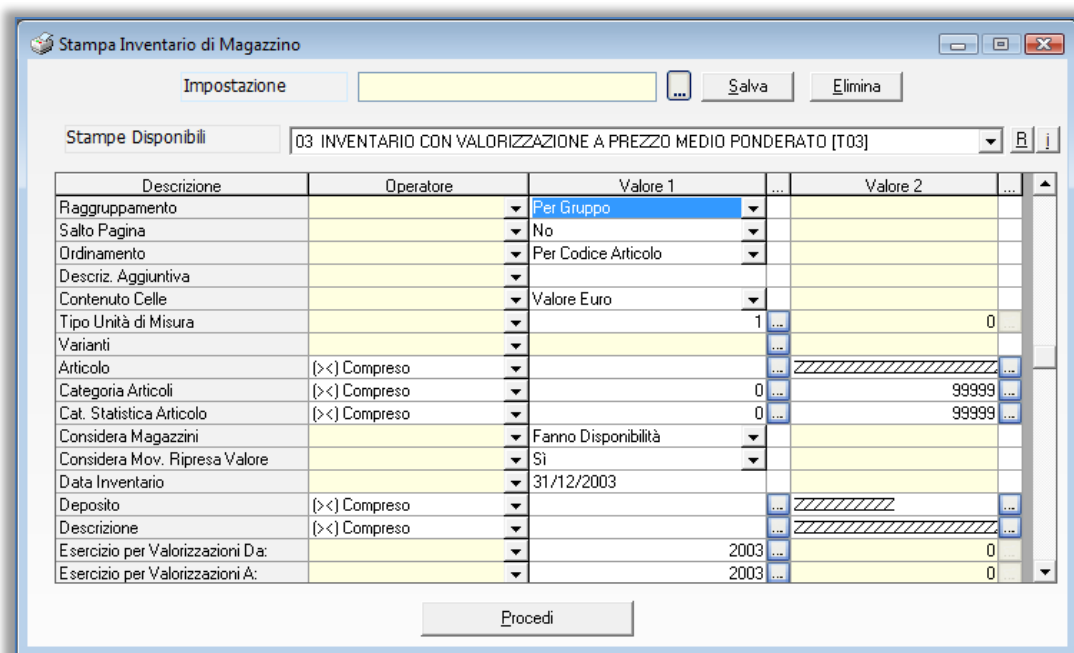 Stampa Inventario di Magazzino
Impostazione ... Salva Elimina
Stampe Disponibili 03 INVENTARIO CON VALORIZZAZIONE A PREZZO MEDIO PONDERATO [T03] R i
Descrizione Operatore Valore 1 ... Valore 2 ...
Raggruppamento Per Gruppo
Salto Pagina No
Ordinamento Per Codice Articolo
Descriz. Aggiuntiva
Contenuto Celle Valore Euro
Tipo Unità di Misura 1 ... 0 ...
Varianti ...
Articolo (><) Compreso ... ZZZZZZZZZZZZZZZZZZZZ ...
Categoria Articoli (><) Compreso 0 ... 99999 ...
Cat. Statistica Articolo (><) Compreso 0 ... 99999 ...
Considera Magazzini Fanno Disponibilità
Considera Mov. Ripresa Valore Sì
Data Inventario 31/12/2003
Deposito (><) Compreso ... ZZZZZZZZZZ ...
Descrizione (><) Compreso ... ZZZZZZZZZZZZZZZZZZZZ ...
Esercizio per Valorizzazioni Da: 2003 ... 0 ...
Esercizio per Valorizzazioni A: 2003 ... 0 ...
Procedi